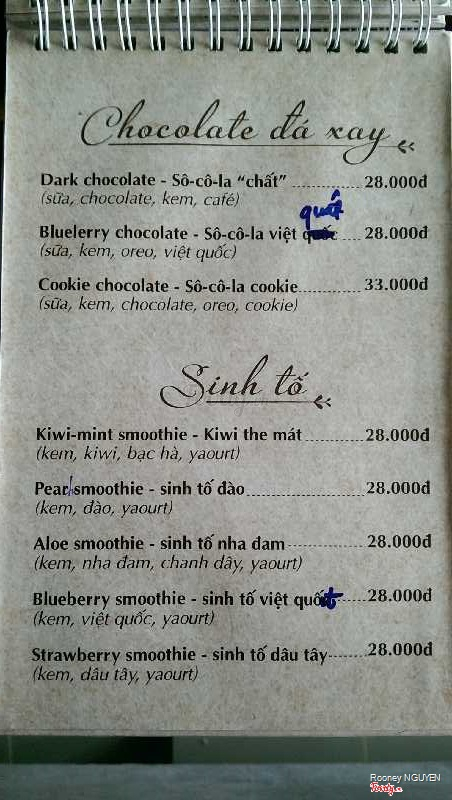 Chocolate đá xay
Dark chocolate - Sô-cô-la “chất” ............ 28.000đ
(sữa, chocolate, kem, café)
quất
Bluelerry chocolate - Sô-cô-la việt quốc .... 28.000đ
(sữa, kem, oreo, việt quốc)
Cookie chocolate - Sô-cô-la cookie............ 33.000đ
(sữa, kem, chocolate, oreo, cookie)
Sinh tố
Kiwi-mint smoothie - Kiwi the mát............ 28.000đ
(kem, kiwi, bạc hà, yaourt)
Peach smoothie - sinh tố đào........................ 28.000đ
(kem, đào, yaourt)
Aloe smoothie - sinh tố nha đam---------------- 28.000đ
(kem, nha đam, chanh dây, yaourt)
Blueberry smoothie - sinh tố việt quốt------ 28.000đ
(kem, việt quốc, yaourt)
Strawberry smoothie - sinh tố dâu tây------- 28.000đ
(kem, dâu tây, yaourt)
Rooney NGUYEN
Foody.vn